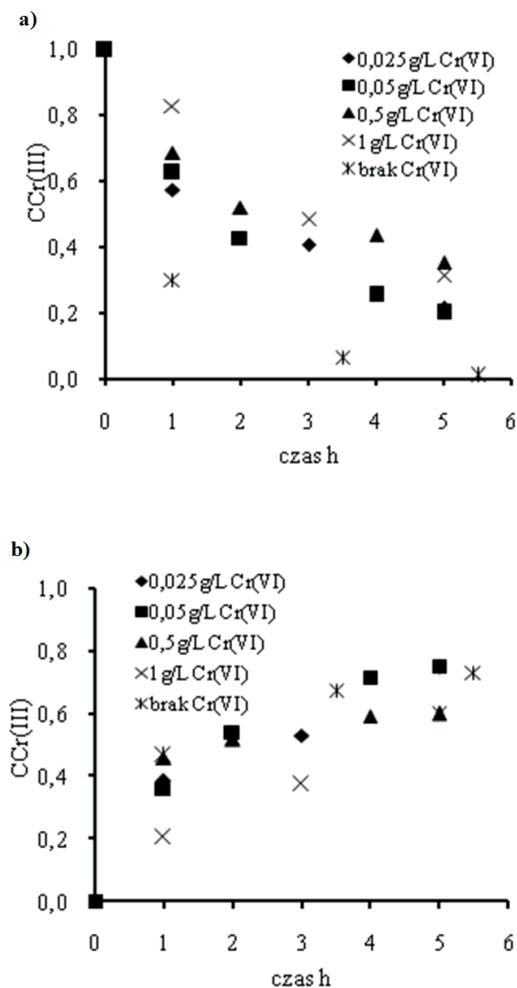 a)
1,0
0,8
0,6
0,4
0,2
0,0
CCr(III)
0,025g/L Cr(VI)
0,05g/L Cr(VI)
0,5g/L Cr(VI)
1 g/L Cr(VI)
brak Cr(VI)
0 1 2 3 4 5 6
czas h
b)
0,025g/L Cr(VI)
0,05g/L Cr(VI)
0,5g/L Cr(VI)
1 g/L Cr(VI)
brak Cr(VI)
1,0
0,8
0,6
0,4
0,2
0,0
CCr(III)
0 1 2 3 4 5 6
czas h